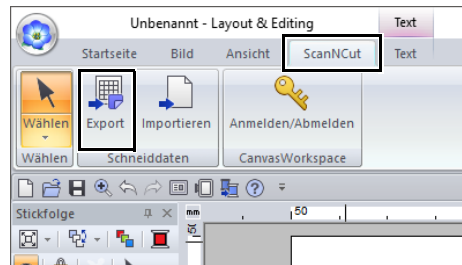 Unbenannt - Layout & Editing Text
Startseite Bild Ansicht ScanNCut Text
Wählen Export Importieren Anmelden/Abmelden
Wählen Schneiddaten CanvasWorkspace
Stickfolge mm 50